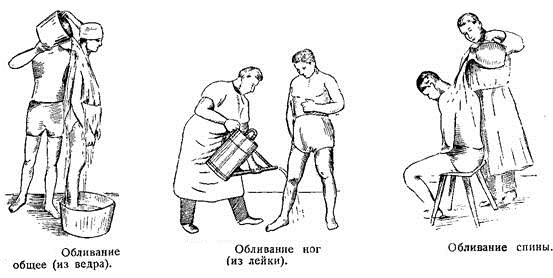 Обливание
общее (из ведра).
Обливание ног
(из лейки).
Обливание спины.